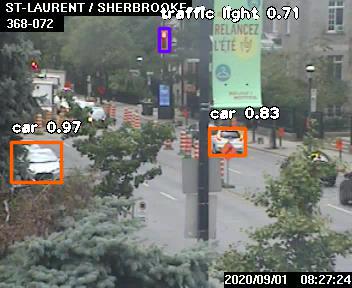 ST-LAURENT / SHERBROOKE
368-072
traffic light 0.71
RELANCEZ
L'ÉTÉ
car 0.97
car 0.83
2020/09/01 08:27:24